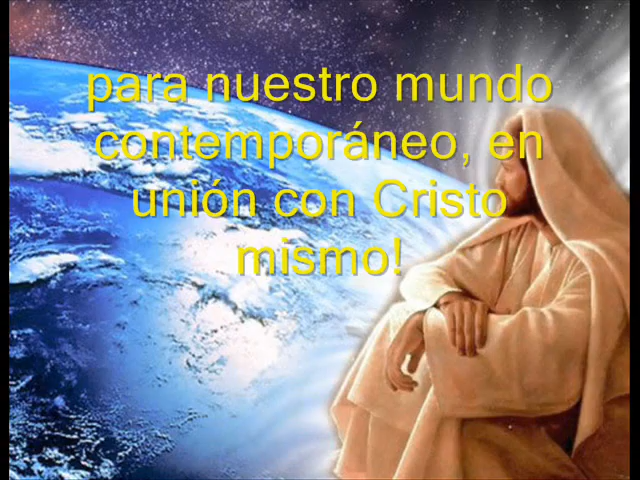 para nuestro mundo
contemporáneo, en
unión con Cristo
mismo!